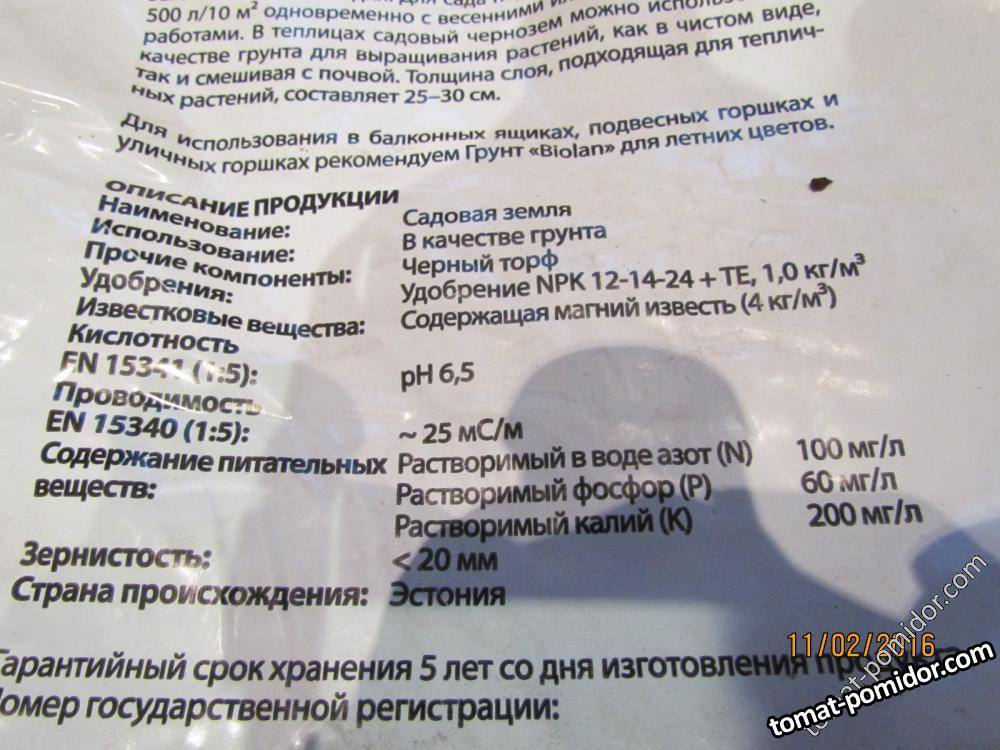 500 л/10 м² одновременно с весенними
работами. В теплицах садовый чернозем можно
качестве грунта для выращивания растений, как в чистом виде,
так и смешивая с почвой. Толщина слоя, подходящая для теплич-
ных растений, составляет 25–30 см.
Для использования в балконных ящиках, подвесных горшках и
уличных горшках рекомендуем Грунт «Biolan» для летних цветов.
ОПИСАНИЕ ПРОДУКЦИИ
Наименование: Садовая земля
Использование: В качестве грунта
Прочие компоненты: Черный торф
Удобрения: Удобрение NPK 12-14-24 + TE, 1,0 кг/м³
Известковые вещества: Содержащая магний известь (4 кг/м³)
Кислотность
EN 15341 (1:5): pH 6,5
Проводимость
EN 15340 (1:5): ~ 25 мС/м
Содержание питательных Растворимый в воде азот (N) 100 мг/л
веществ: Растворимый фосфор (P) 60 мг/л
Растворимый калий (K) 200 мг/л
Зернистость: < 20 мм
Страна происхождения: Эстония
Гарантийный срок хранения 5 лет со дня изготовления
Номер государственной регистрации:
11/02/2016
tomat-pomidor.com
tomat-pomidor.com